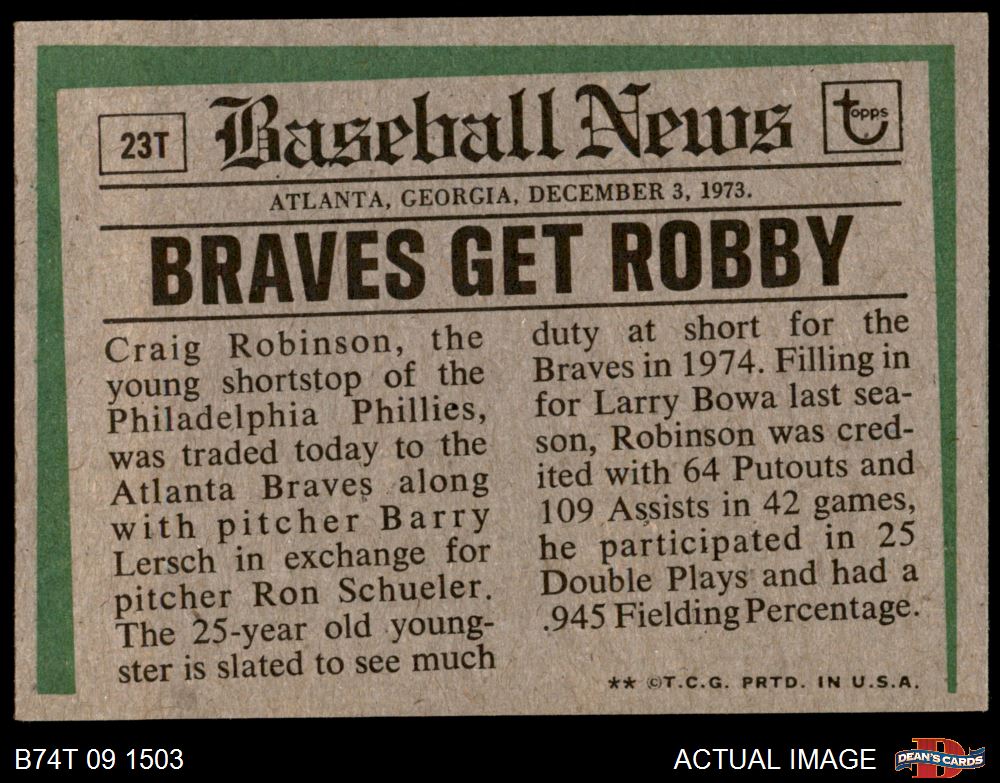 23T
Baseball News
topps
ATLANTA, GEORGIA, DECEMBER 3, 1973.
BRAVES GET ROBBY
Craig Robinson, the
young shortstop of the
Philadelphia Phillies,
was traded today to the
Atlanta Braves along
with pitcher Barry
Lersch in exchange for
pitcher Ron Schueler.
The 25-year old young-
ster is slated to see much
duty at short for the
Braves in 1974. Filling in
for Larry Bowa last sea-
son, Robinson was cred-
ited with 64 Putouts and
109 Assists in 42 games,
he participated in 25
Double Plays and had a
.945 Fielding Percentage.
** ©T.C.G. PRTD. IN U.S.A.
B74T 09 1503
ACTUAL IMAGE
D
DEAN'S CARDS